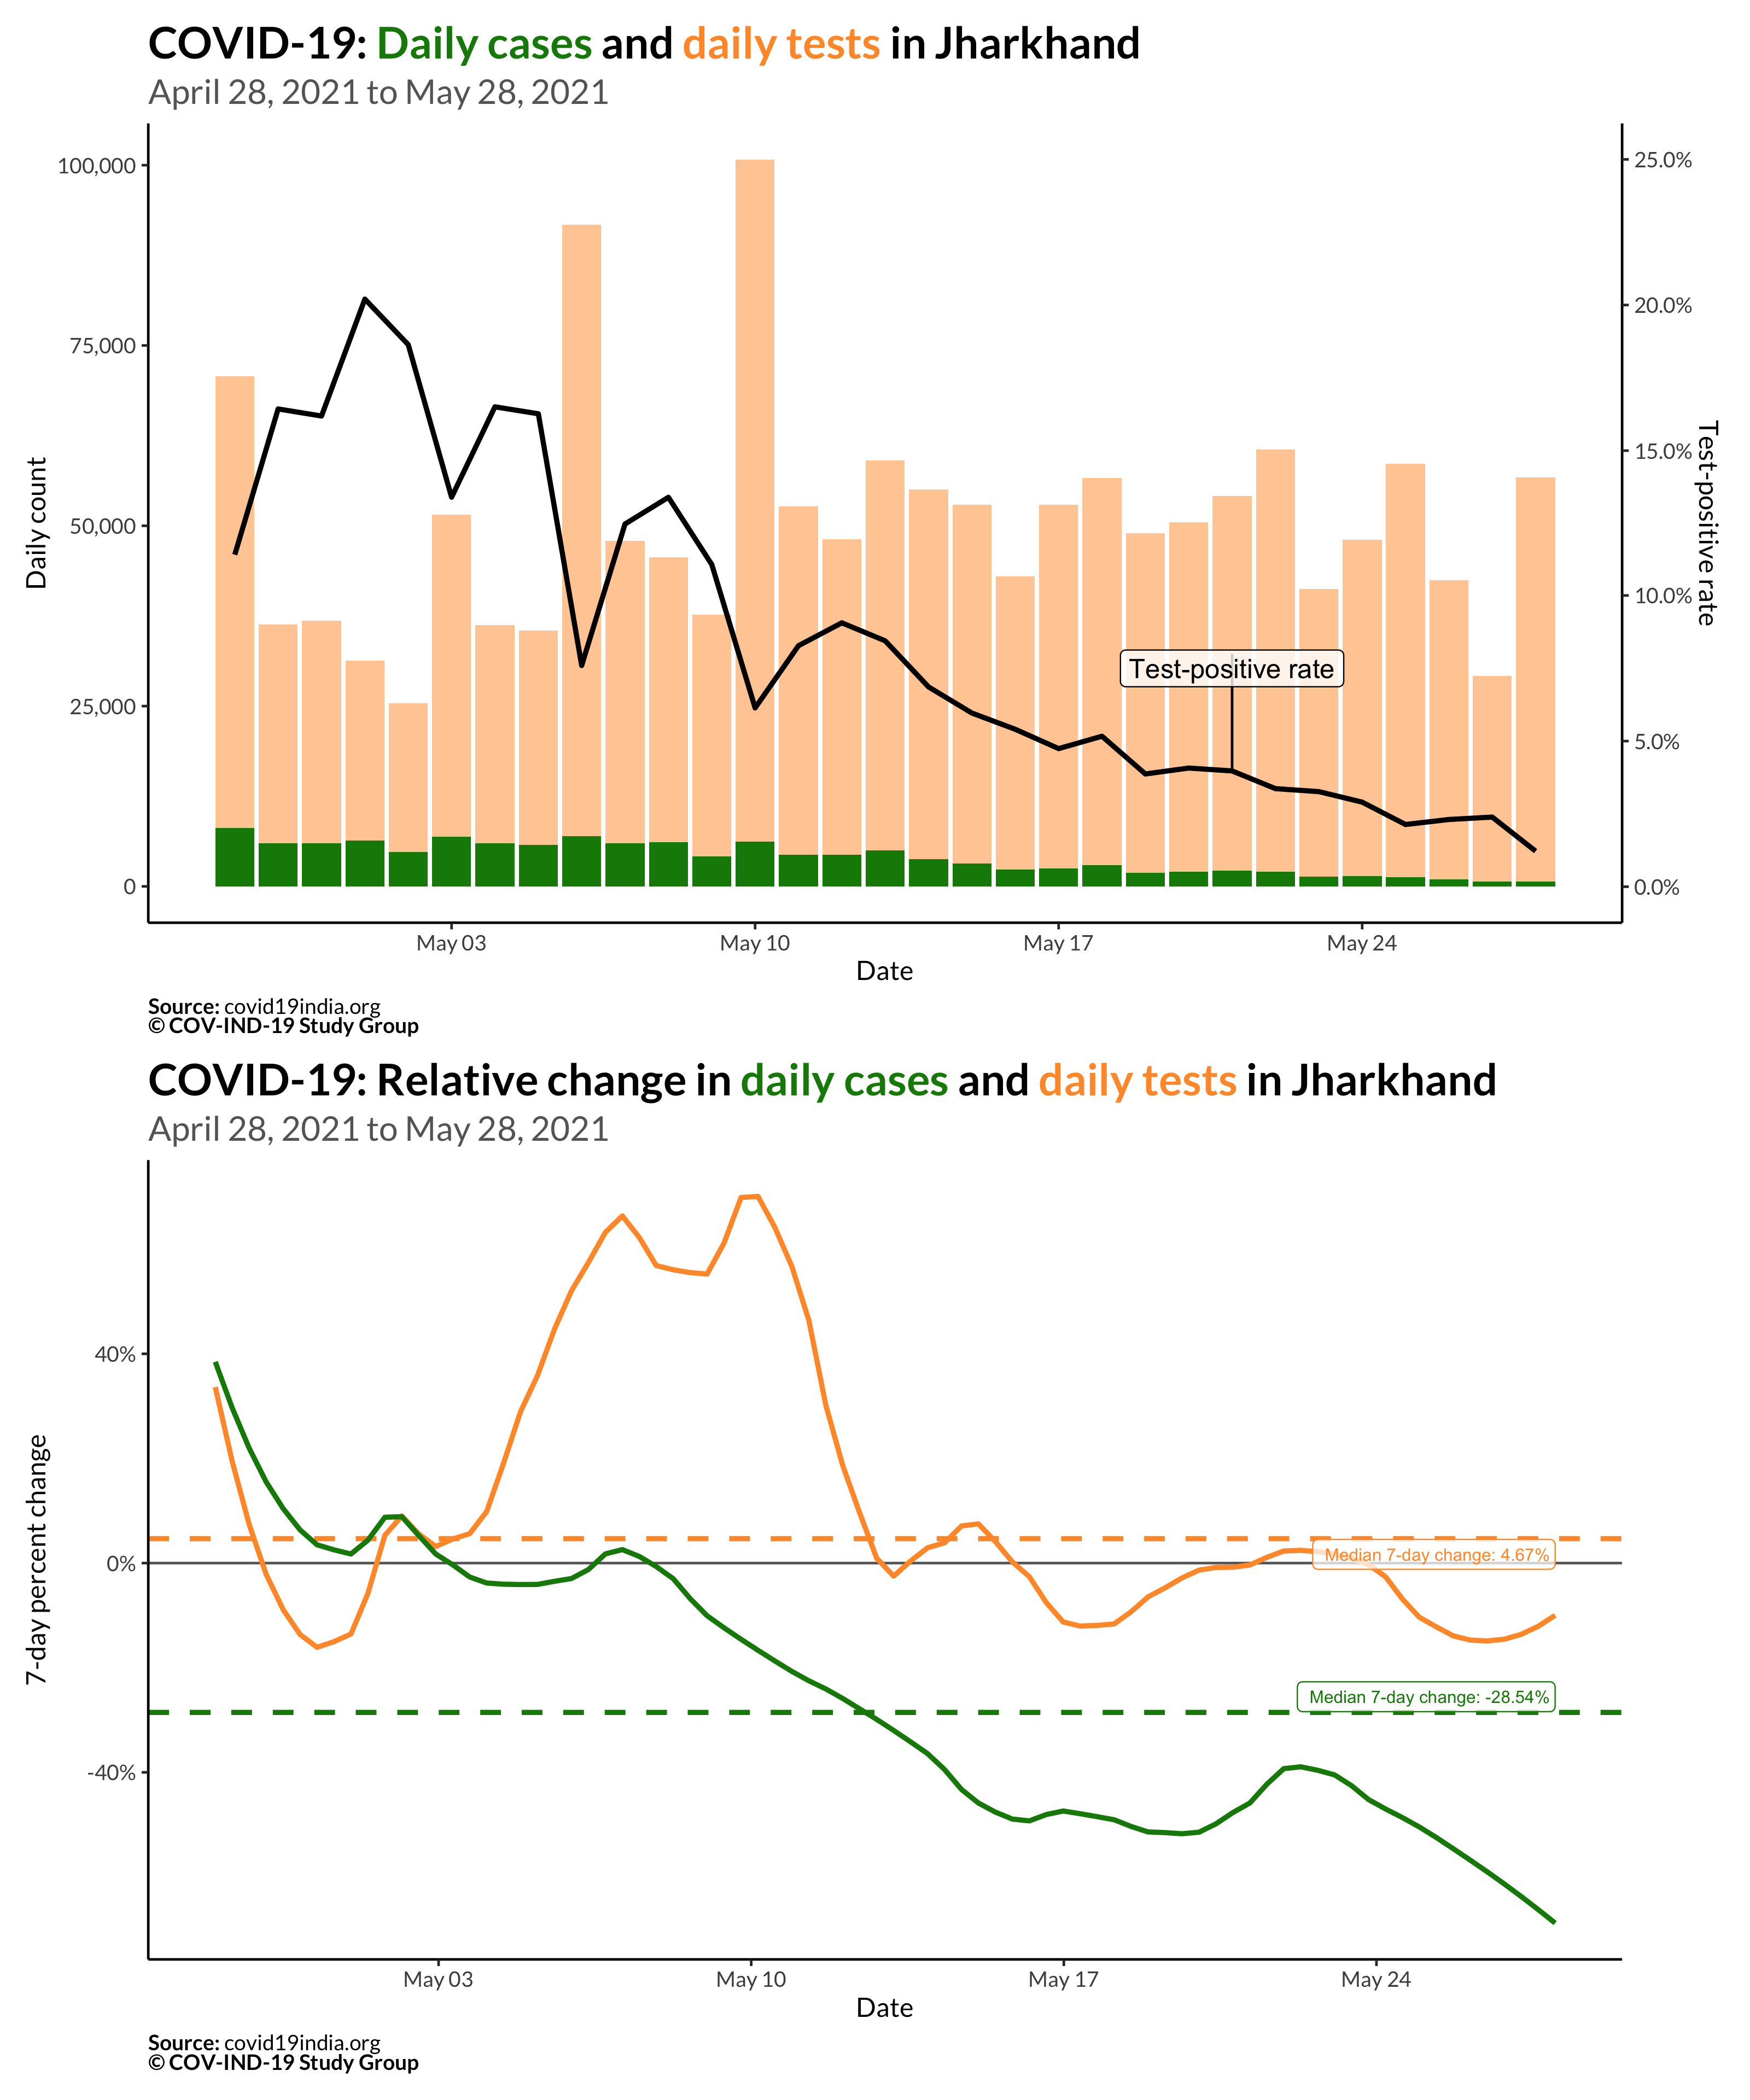 COVID-19: Daily cases and daily tests in Jharkhand
April 28, 2021 to May 28, 2021
100,000
75,000
50,000
25,000
0
Daily count
25.0%
20.0%
15.0%
10.0%
5.0%
0.0%
Test-positive rate
Test-positive rate
May 03
May 10
May 17
May 24
Date
Source: covid19india.org
© COV-IND-19 Study Group
COVID-19: Relative change in daily cases and daily tests in Jharkhand
April 28, 2021 to May 28, 2021
40%
0%
-40%
7-day percent change
Median 7-day change: 4.67%
Median 7-day change: -28.54%
May 03
May 10
May 17
May 24
Date
Source: covid19india.org
© COV-IND-19 Study Group